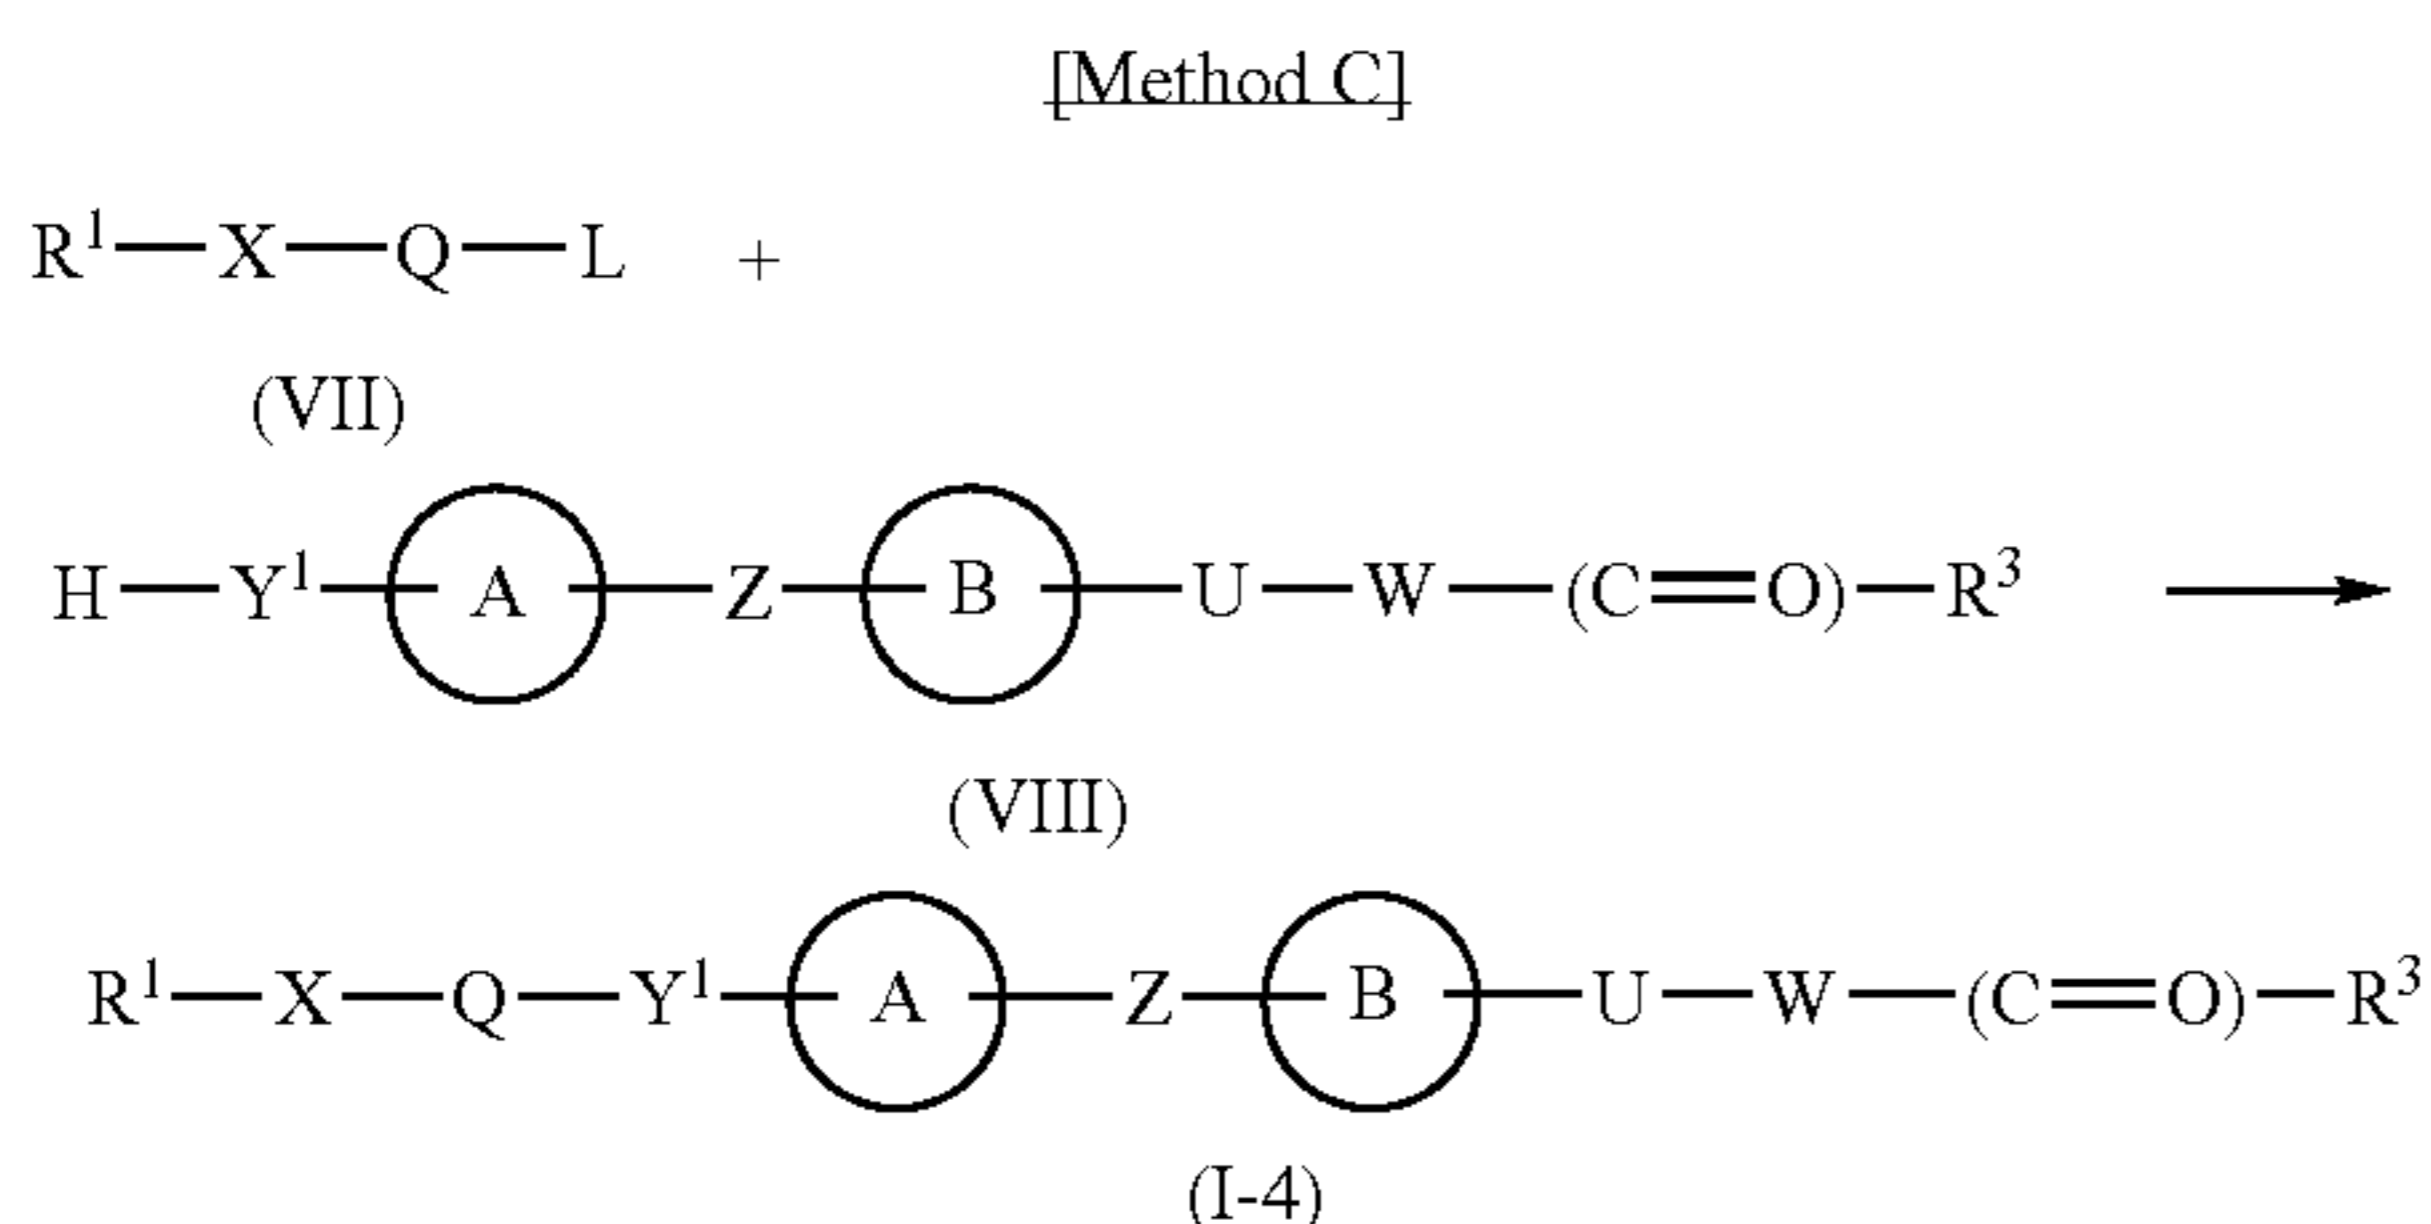 [Method C]
R¹—X—Q—L +
(VII)
H—Y¹—A—Z—B—U—W—(C=O)—R³ →
(VIII)
R¹—X—Q—Y¹—A—Z—B—U—W—(C=O)—R³
(I-4)